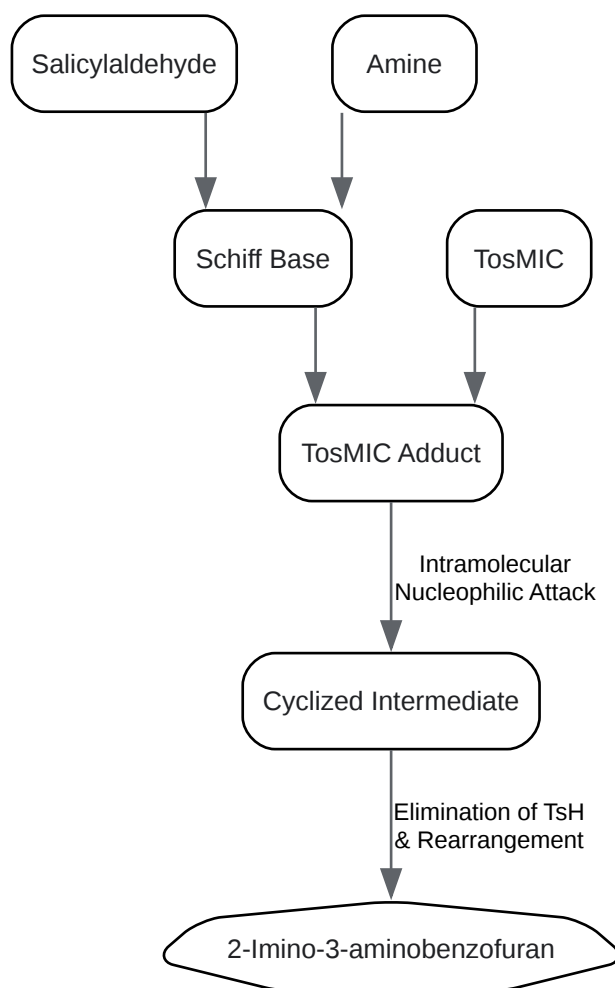 Salicylaldehyde
Amine
Schiff Base
TosMIC
TosMIC Adduct
Intramolecular
Nucleophilic Attack
Cyclized Intermediate
Elimination of TsH
& Rearrangement
2-Imino-3-aminobenzofuran